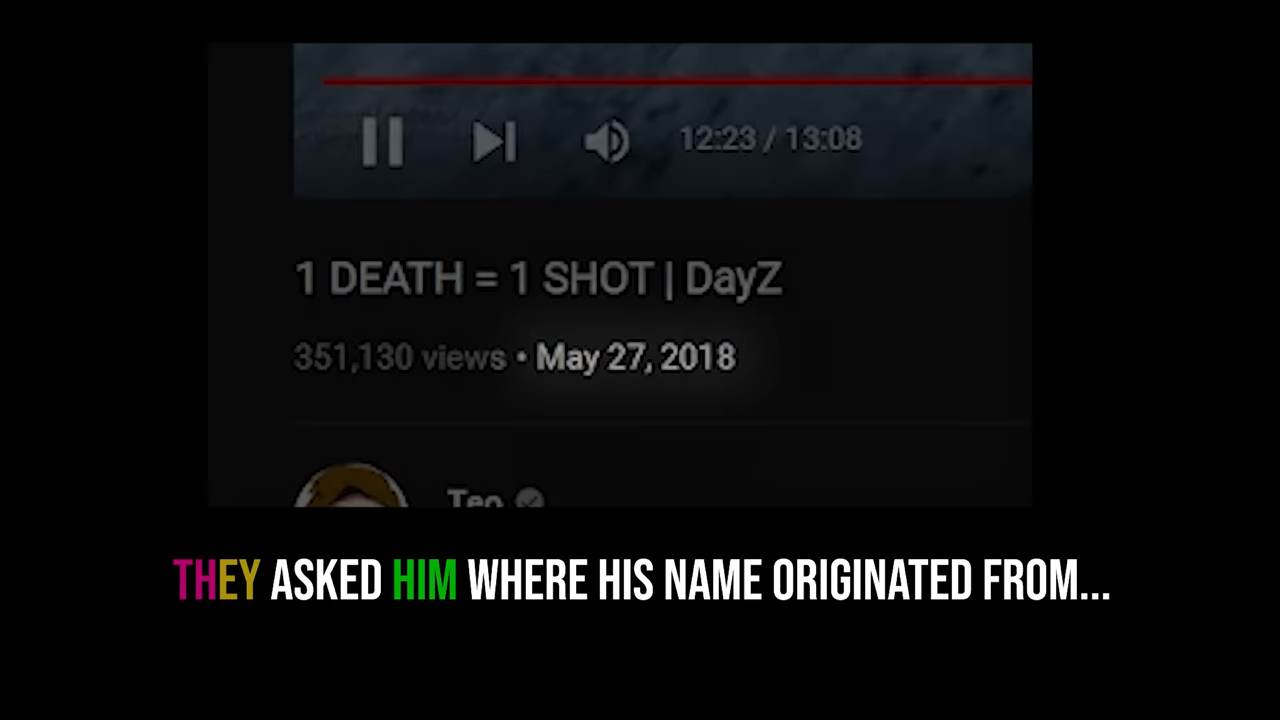 12:23 / 13:08
1 DEATH = 1 SHOT | DayZ
351,130 views • May 27, 2018
Teo
THEY ASKED HIM WHERE HIS NAME ORIGINATED FROM...